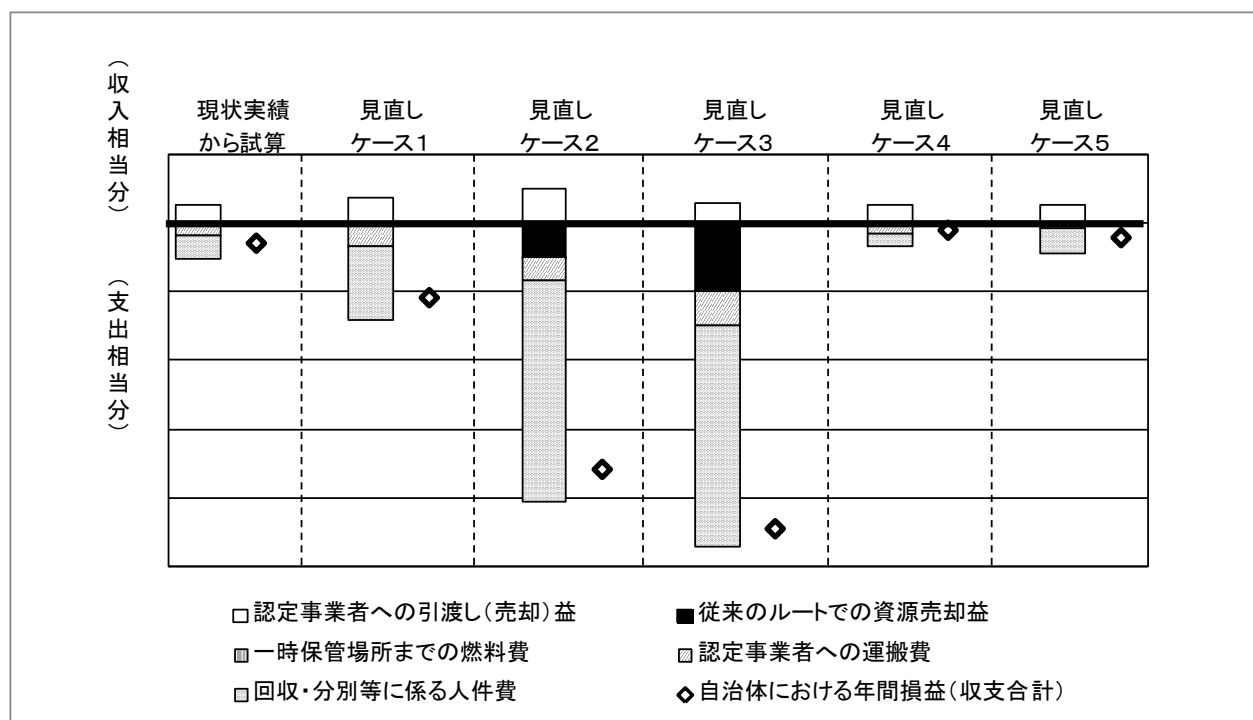 （収入相当分）
（支出相当分）
現状実績
から試算
見直し
ケース１
見直し
ケース２
見直し
ケース３
見直し
ケース４
見直し
ケース５
認定事業者への引渡し（売却）益
従来のルートでの資源売却益
一時保管場所までの燃料費
認定事業者への運搬費
回収・分別等に係る人件費
自治体における年間損益（収支合計）